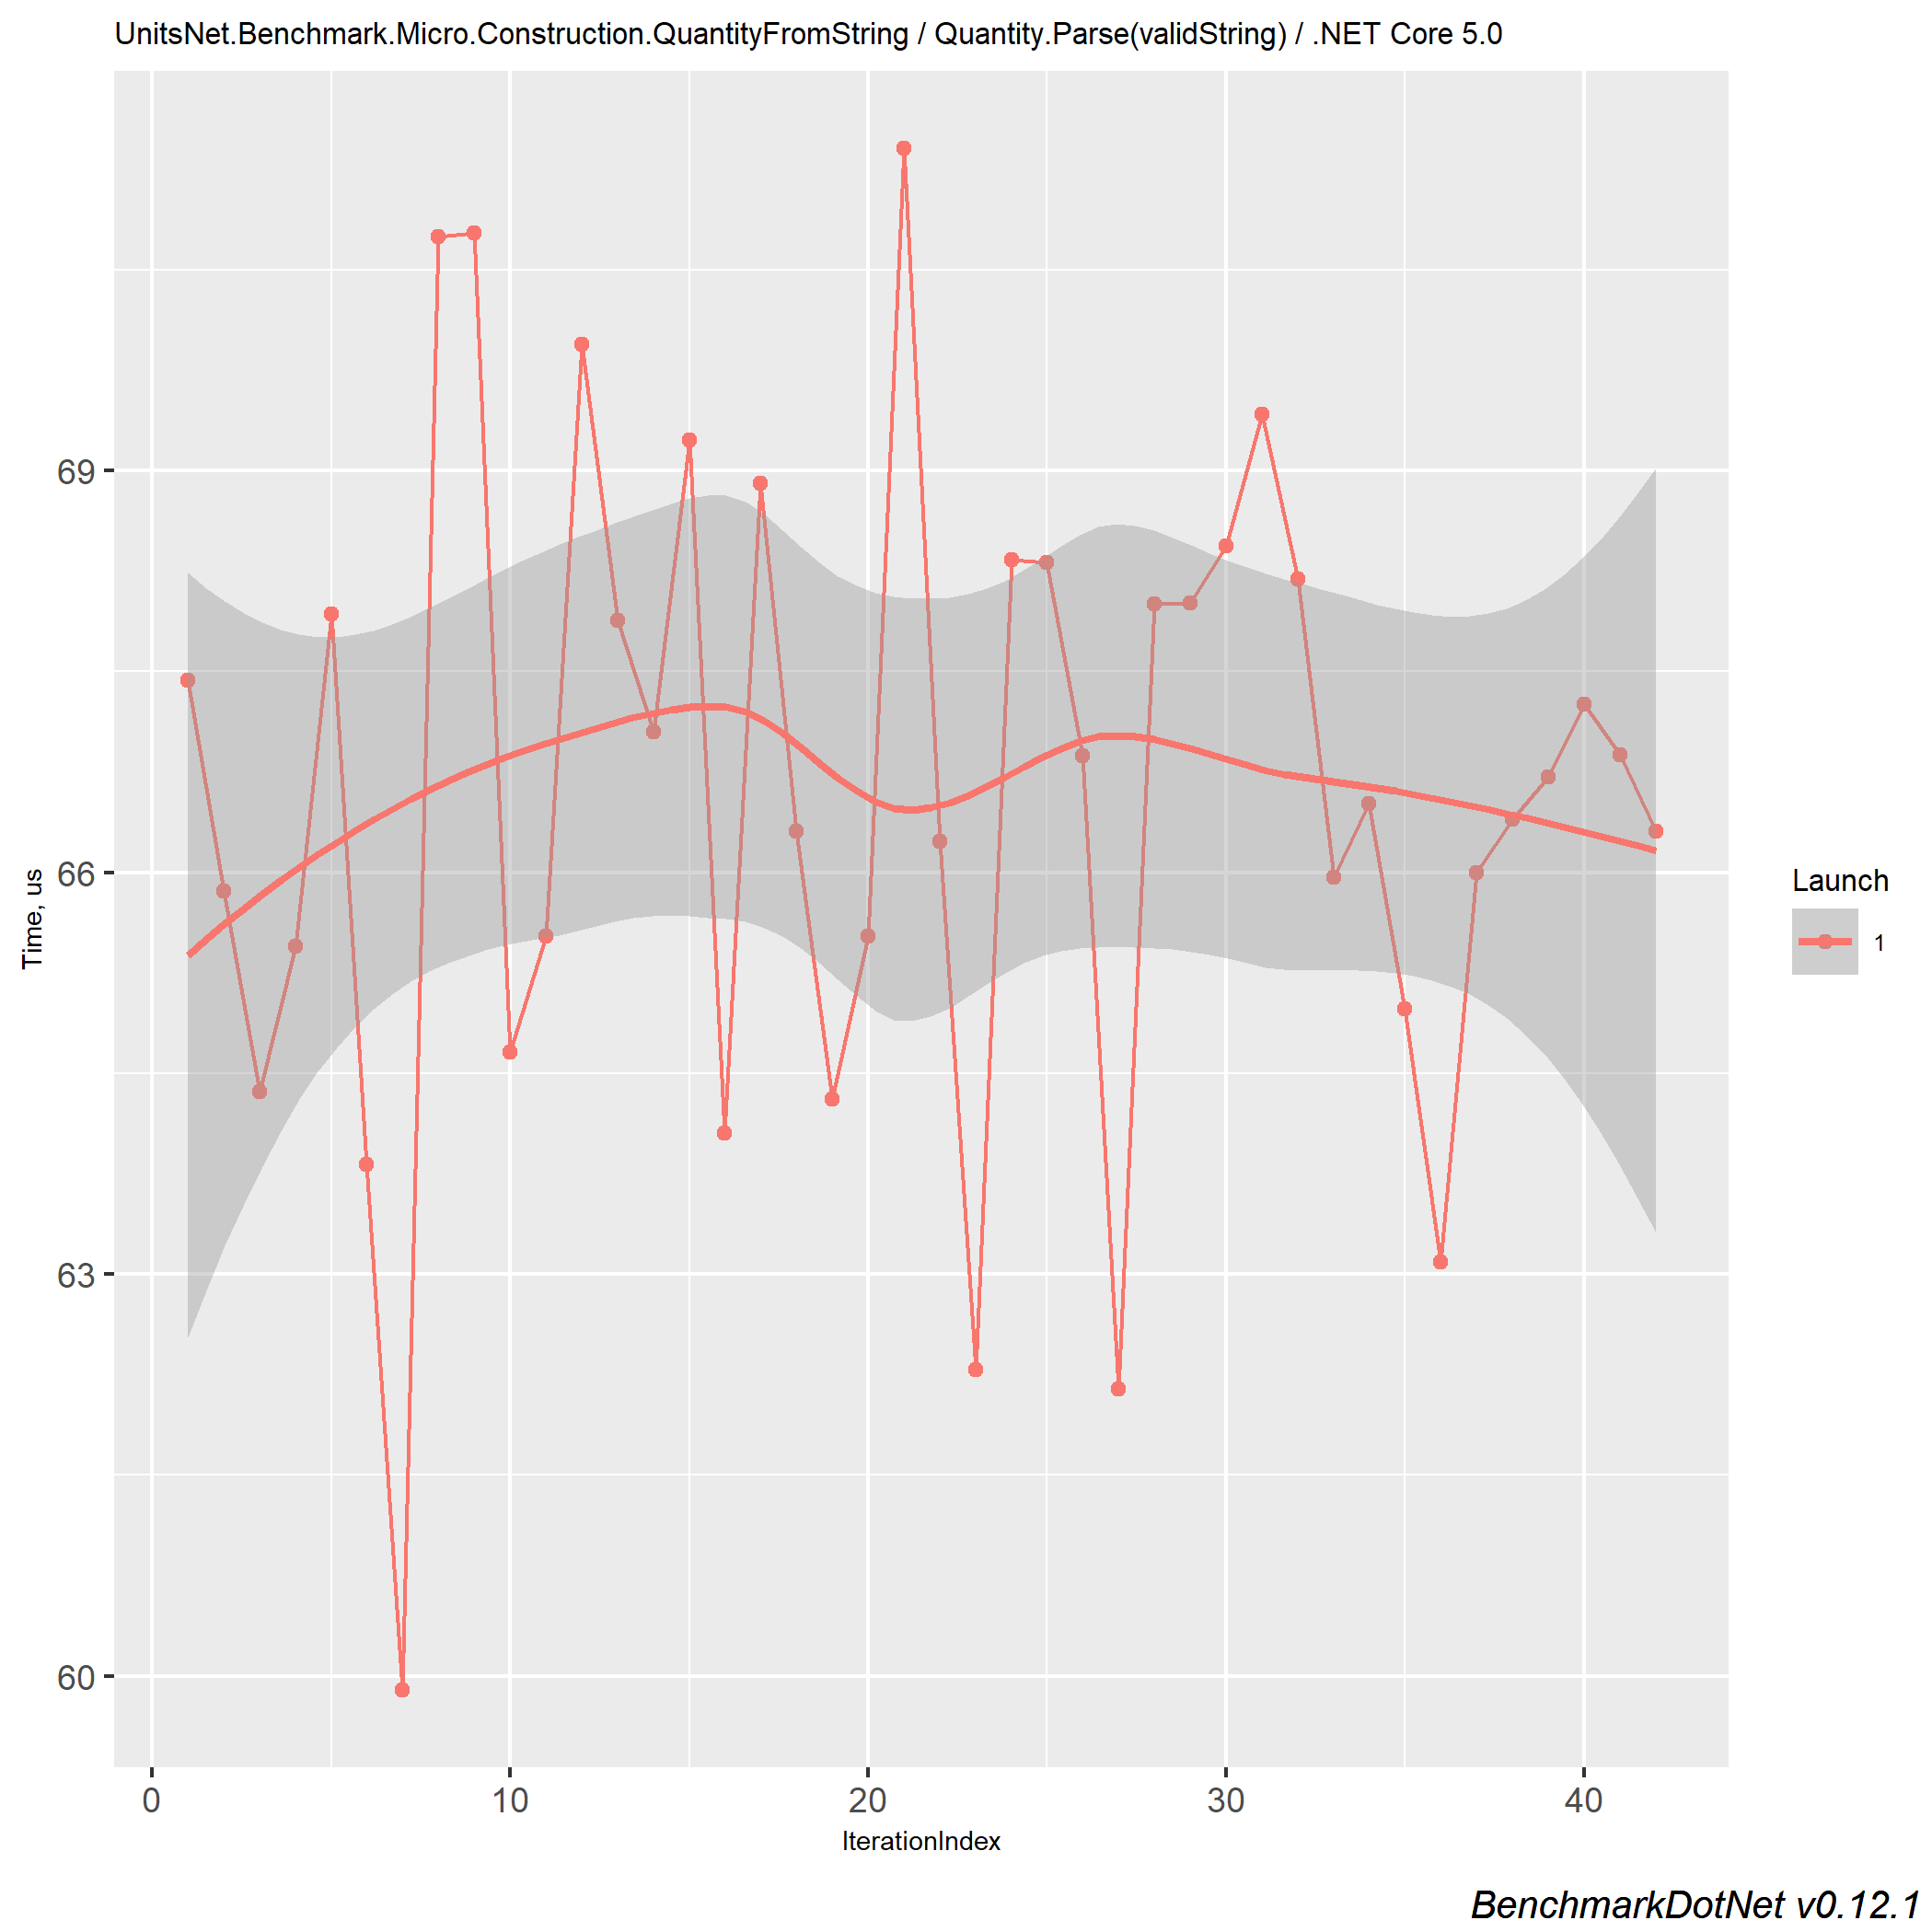 UnitsNet.Benchmark.Micro.Construction.QuantityFromString / Quantity.Parse(validString) / .NET Core 5.0
69
66
63
60
Time, us
0 10 20 30 40
IterationIndex
Launch
1
BenchmarkDotNet v0.12.1